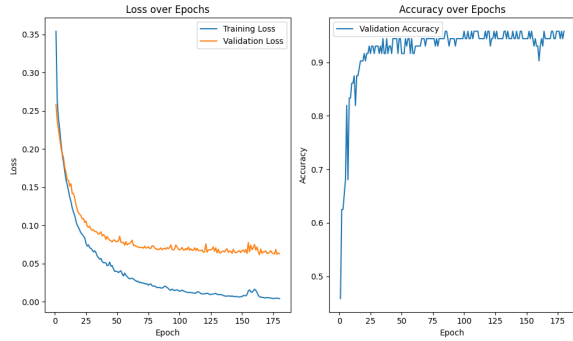 Loss over Epochs
Training Loss
Validation Loss
0.35
0.30
0.25
0.20
0.15
0.10
0.05
0.00
Loss
0 25 50 75 100 125 150 175
Epoch
Accuracy over Epochs
Validation Accuracy
0.9
0.8
0.7
0.6
0.5
Accuracy
0 25 50 75 100 125 150 175
Epoch